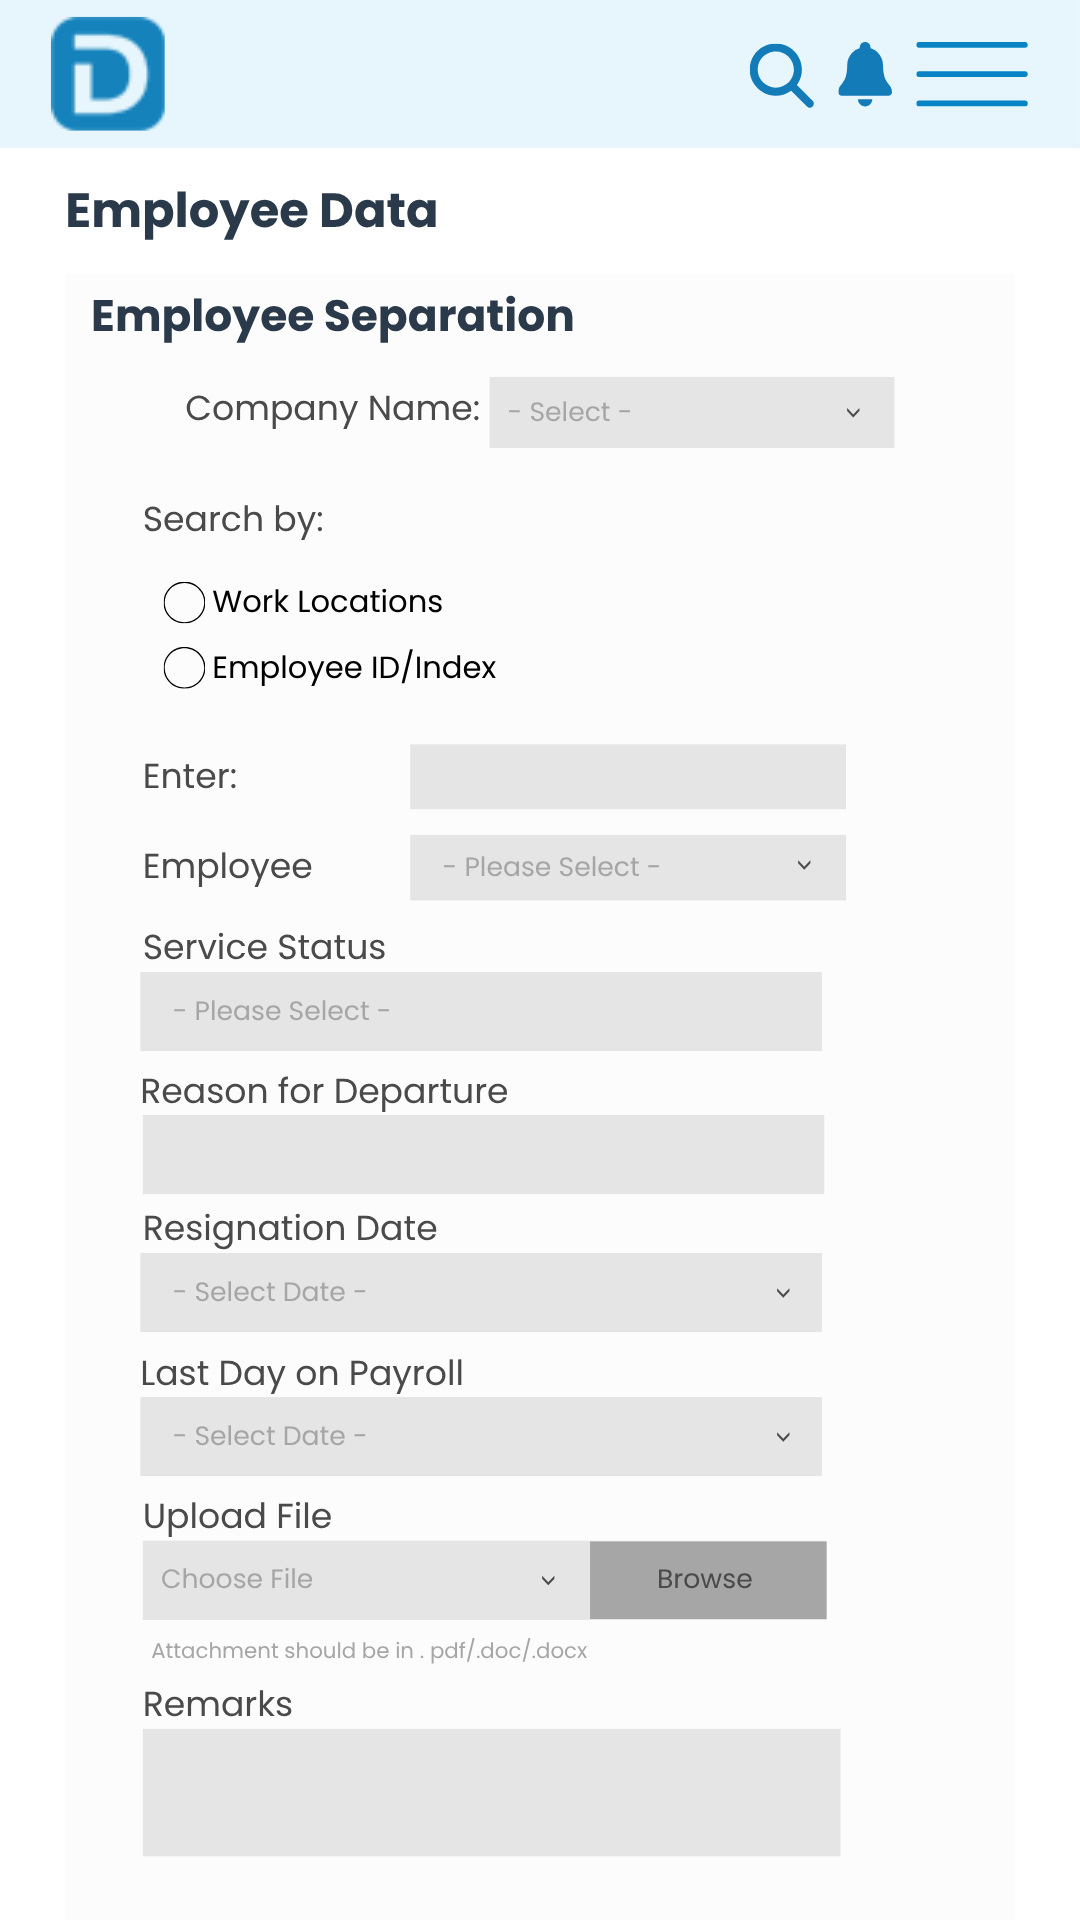 D
Employee Data
Employee Separation
Company Name: - Select -
Search by:
Work Locations
Employee ID/Index
Enter:
Employee - Please Select -
Service Status
- Please Select -
Reason for Departure
Resignation Date
- Select Date -
Last Day on Payroll
- Select Date -
Upload File
Choose File Browse
Attachment should be in . pdf/.doc/.docx
Remarks